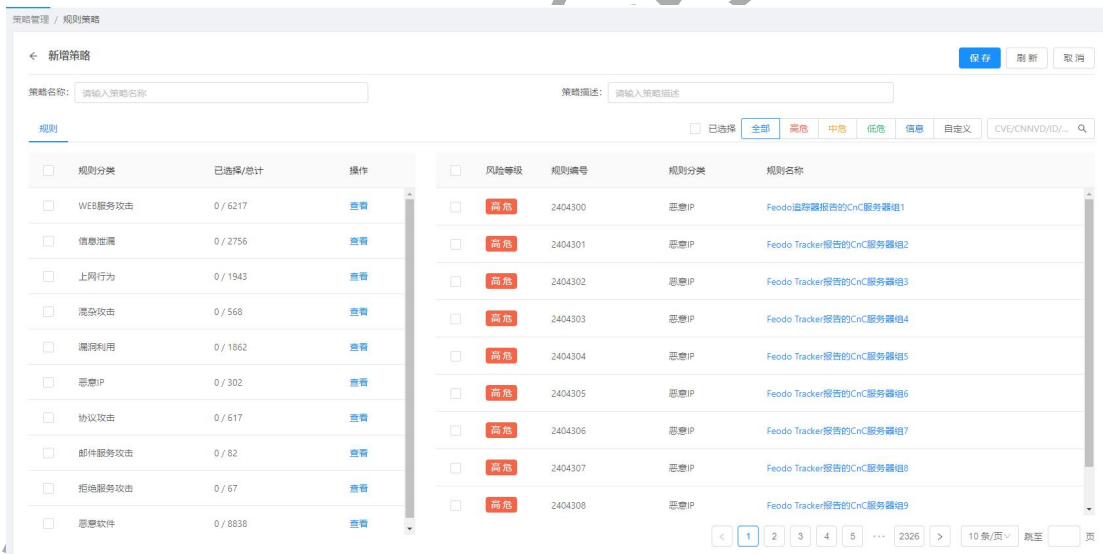 策略管理 / 规则策略
← 新增策略
保存 刷新 取消
策略名称: 请输入策略名称 策略描述: 请输入策略描述
规则 已选择 全部 高危 中危 低危 信息 自定义 CVE/CNNVD/ID/...
规则分类 已选择/总计 操作
WEB服务攻击 0 / 6217 查看
信息泄漏 0 / 2756 查看
上网行为 0 / 1943 查看
混杂攻击 0 / 568 查看
漏洞利用 0 / 1862 查看
恶意IP 0 / 302 查看
协议攻击 0 / 617 查看
邮件服务攻击 0 / 82 查看
拒绝服务攻击 0 / 67 查看
恶意软件 0 / 8838 查看
风险等级 规则编号 规则分类 规则名称
高危 2404300 恶意IP Feodo追踪器报告的CnC服务器组1
高危 2404301 恶意IP Feodo Tracker报告的CnC服务器组2
高危 2404302 恶意IP Feodo Tracker报告的CnC服务器组3
高危 2404303 恶意IP Feodo Tracker报告的CnC服务器组4
高危 2404304 恶意IP Feodo Tracker报告的CnC服务器组5
高危 2404305 恶意IP Feodo Tracker报告的CnC服务器组6
高危 2404306 恶意IP Feodo Tracker报告的CnC服务器组7
高危 2404307 恶意IP Feodo Tracker报告的CnC服务器组8
高危 2404308 恶意IP Feodo Tracker报告的CnC服务器组9
< 1 2 3 4 5 ··· 2326 > 10 条/页 跳至 页